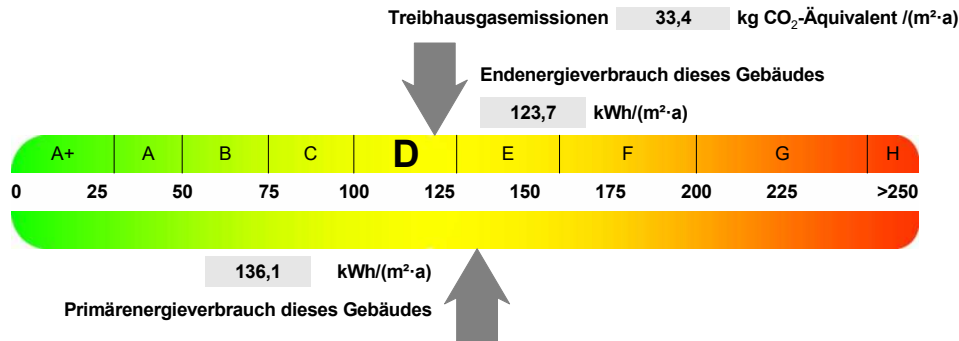 Treibhausgasemissionen 33,4 kg CO₂-Äquivalent /(m²·a)
Endenergieverbrauch dieses Gebäudes
123,7 kWh/(m²·a)
A+ A B C D E F G H
0 25 50 75 100 125 150 175 200 225 >250
136,1 kWh/(m²·a)
Primärenergieverbrauch dieses Gebäudes